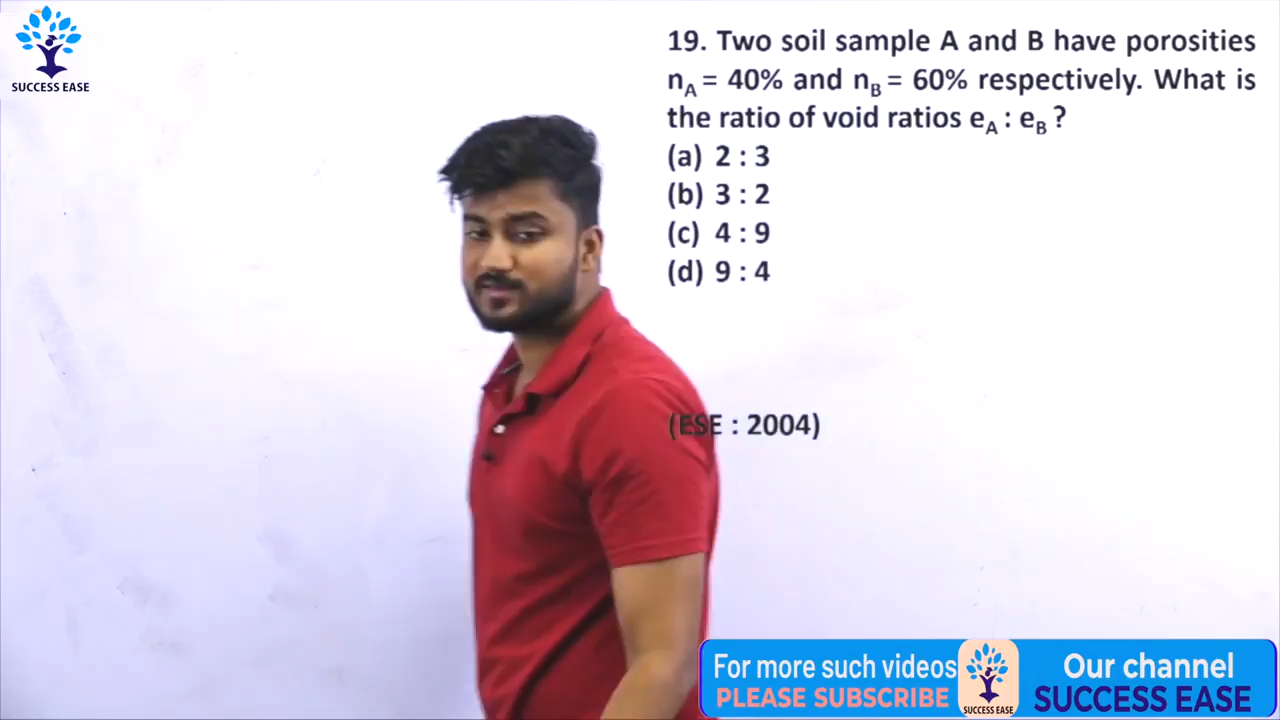 SUCCESS EASE
19. Two soil sample A and B have porosities
nA = 40% and nB = 60% respectively. What is
the ratio of void ratios eA : eB ?
(a) 2 : 3
(b) 3 : 2
(c) 4 : 9
(d) 9 : 4
(ESE : 2004)
For more such videos
PLEASE SUBSCRIBE
SUCCESS EASE
Our channel
SUCCESS EASE